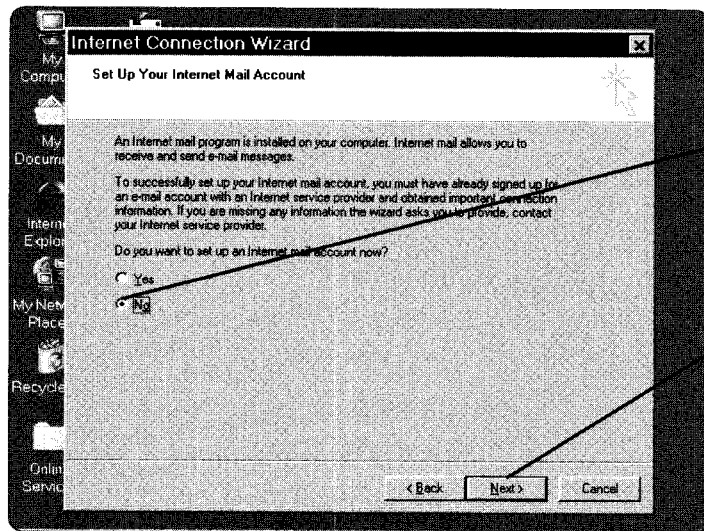 Internet Connection Wizard
Set Up Your Internet Mail Account
An Internet mail program is installed on your computer. Internet mail allows you to
receive and send e-mail messages.
To successfully set up your Internet mail account, you must have already signed up for
an e-mail account with an Internet service provider and obtained important connection
information. If you are missing any information the wizard asks you to provide, contact
your Internet service provider.
Do you want to set up an Internet mail account now?
Yes
No
< Back Next > Cancel
My
Compu
My
Docum
Intern
Explor
My Netw
Place
Recycle
Onlin
Servic